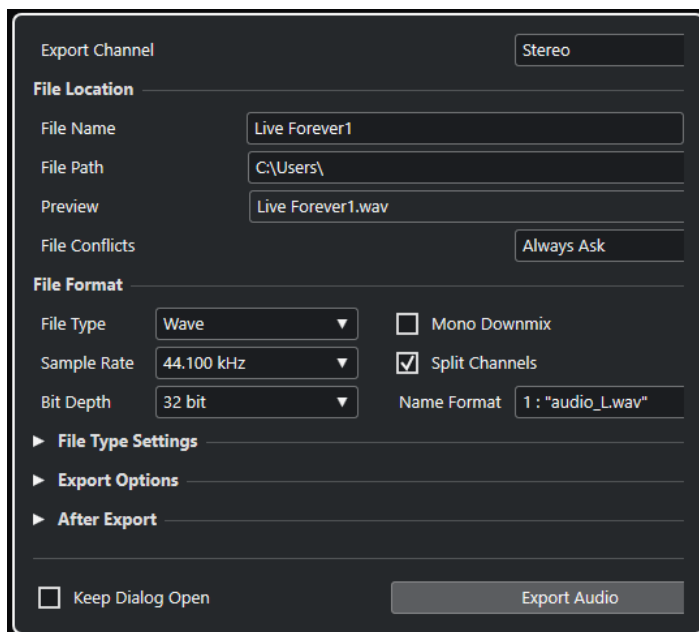 Export Channel Stereo
File Location
File Name Live Forever1
File Path C:\Users\
Preview Live Forever1.wav
File Conflicts Always Ask
File Format
File Type Wave Mono Downmix
Sample Rate 44.100 kHz Split Channels
Bit Depth 32 bit Name Format 1 : "audio_L.wav"
File Type Settings
Export Options
After Export
Keep Dialog Open Export Audio